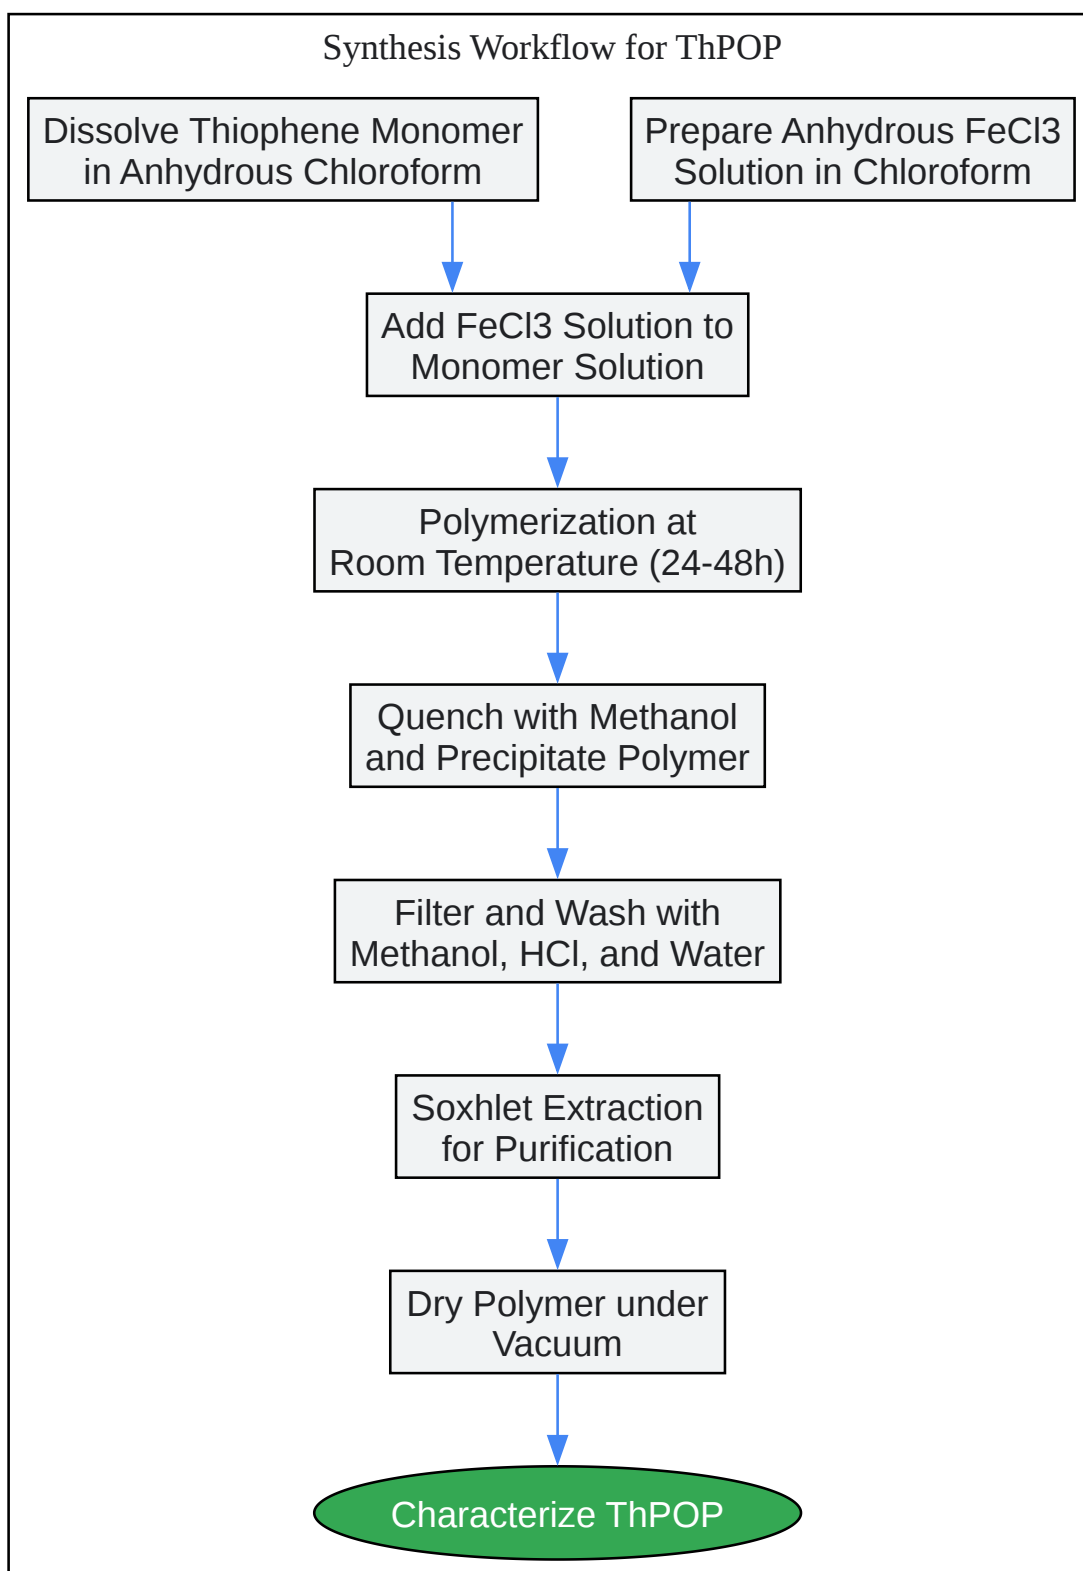 Synthesis Workflow for ThPOP
Dissolve Thiophene Monomer
in Anhydrous Chloroform
Prepare Anhydrous FeCl3
Solution in Chloroform
Add FeCl3 Solution to
Monomer Solution
Polymerization at
Room Temperature (24-48h)
Quench with Methanol
and Precipitate Polymer
Filter and Wash with
Methanol, HCl, and Water
Soxhlet Extraction
for Purification
Dry Polymer under
Vacuum
Characterize ThPOP